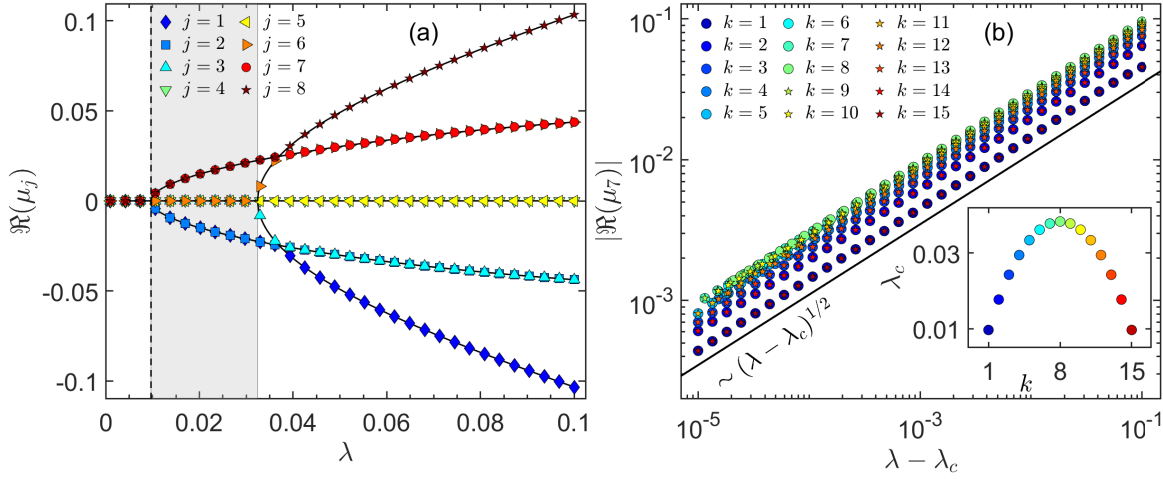 (a)
j = 1
j = 2
j = 3
j = 4
j = 5
j = 6
j = 7
j = 8
ℜ(μ_j)
0.1
0.05
0
-0.05
-0.1
0
0.02
0.04
0.06
0.08
0.1
λ
(b)
k = 1
k = 2
k = 3
k = 4
k = 5
k = 6
k = 7
k = 8
k = 9
k = 10
k = 11
k = 12
k = 13
k = 14
k = 15
|ℜ(μ_7)|
10^{-1}
10^{-2}
10^{-3}
∼ (λ − λ_c)^{1/2}
λ_c
0.03
0.01
1
8
15
k
10^{-5}
10^{-3}
10^{-1}
λ − λ_c